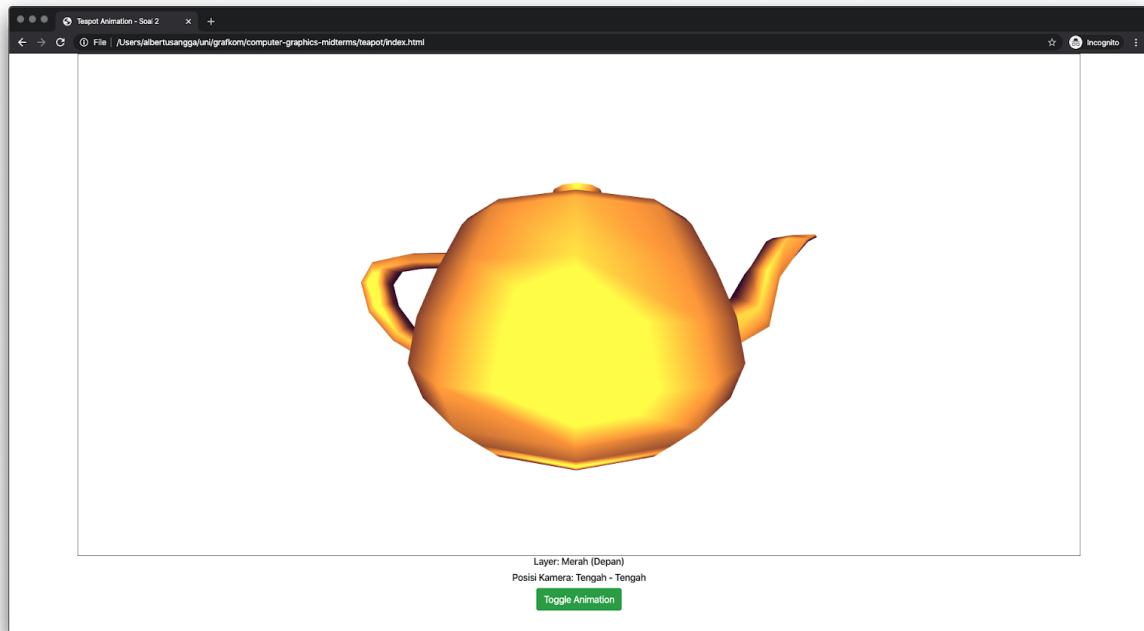 Teapot Animation - Soal 2
File | /Users/albertusangga/uni/grafkom/computer-graphics-midterms/teapot/index.html
Incognito
Layer: Merah (Depan)
Posisi Kamera: Tengah - Tengah
Toggle Animation